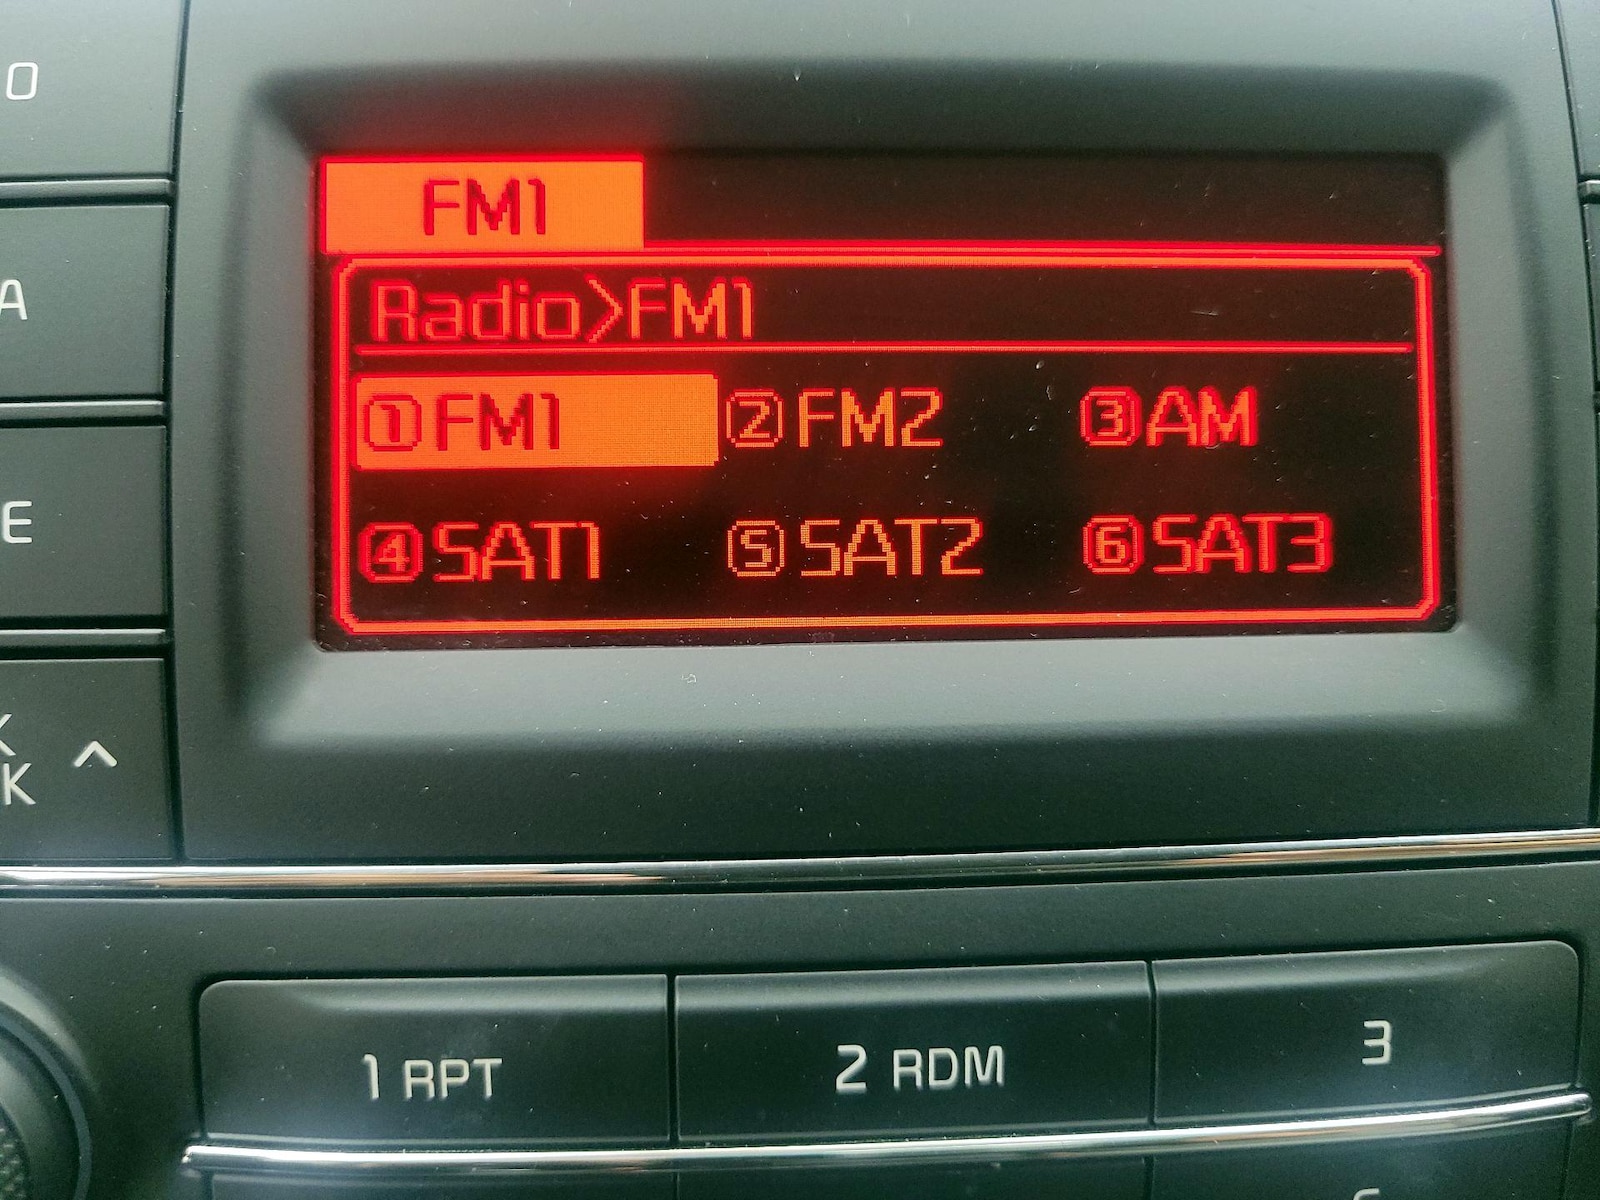 FM1
Radio>FM1
①FM1 ②FM2 ③AM
④SAT1 ⑤SAT2 ⑥SAT3
1 RPT 2 RDM 3